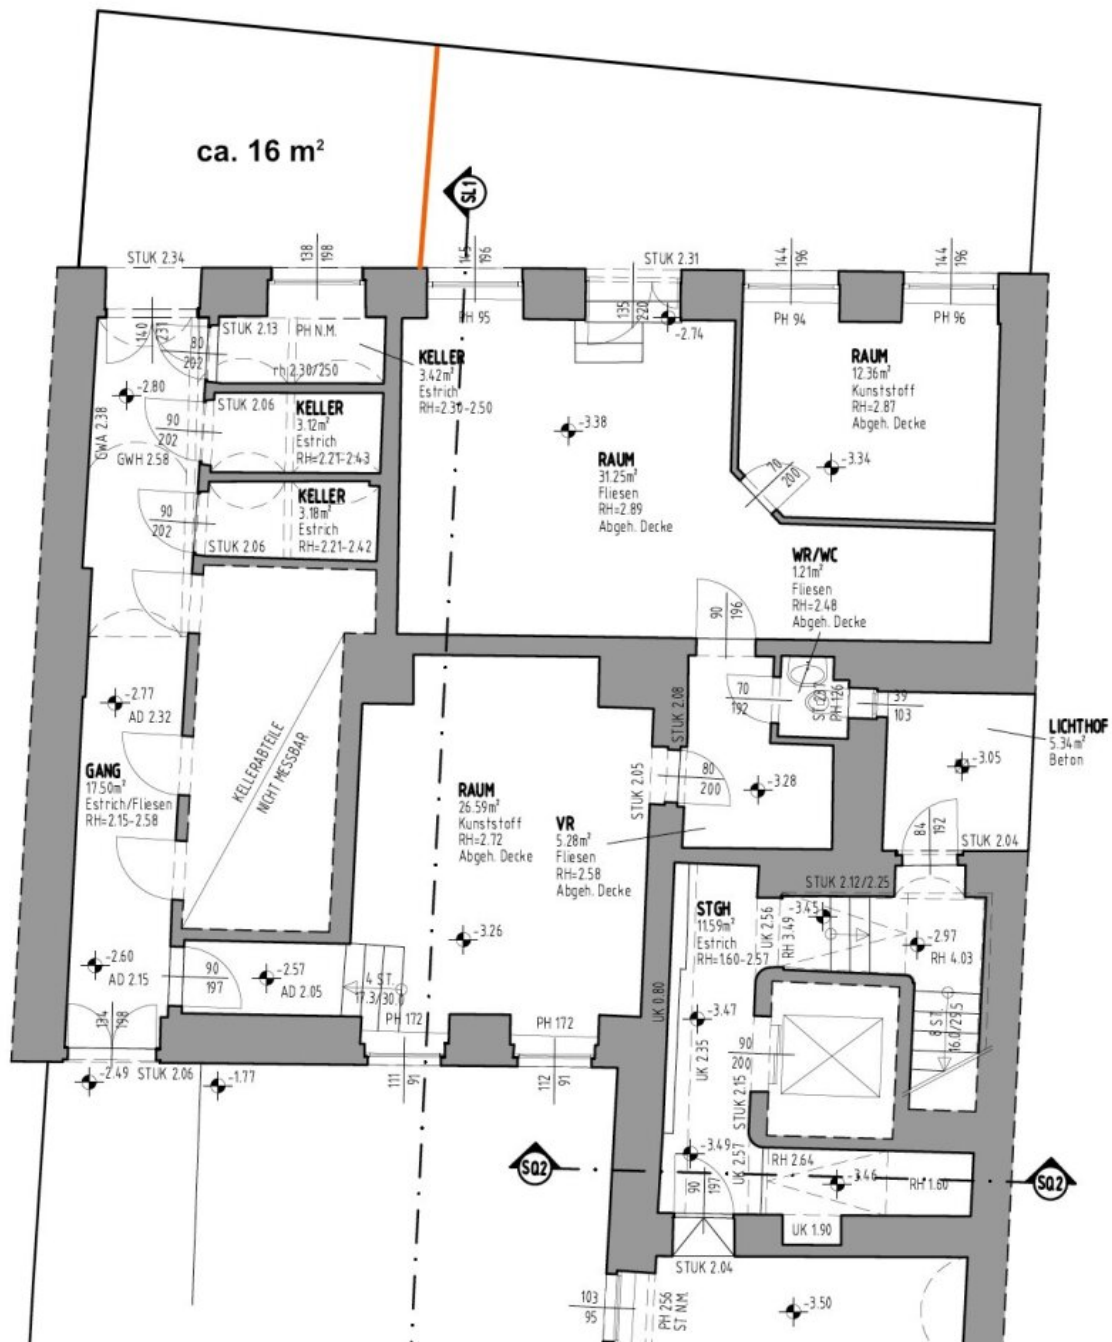 ca. 16 m²
SL1
STUK 2.34
138
198
145
196
STUK 2.31
144
196
144
196
140
231
STUK 2.13
PH N.M.
PH 95
135
220
-2.74
PH 94
PH 96
80
202
rh 2.30/250
KELLER
3.42m²
Estrich
RH=2.30-2.50
RAUM
12.36m²
Kunststoff
RH=2.87
Abgeh. Decke
-2.80
GWA 2.38
STUK 2.06
90
202
GWH 2.58
KELLER
3.12m²
Estrich
RH=2.21-2.43
-3.38
RAUM
31.25m²
Fliesen
RH=2.89
Abgeh. Decke
-3.34
70
200
90
202
STUK 2.06
KELLER
3.18m²
Estrich
RH=2.21-2.42
WR/WC
1.21m²
Fliesen
RH=2.48
Abgeh. Decke
90
196
-2.77
AD 2.32
KELLERABTEILE
NICHT MESSBAR
STUK 2.08
70
192
PH 126
39
103
LICHTHOF
5.34m²
Beton
-3.05
GANG
17.50m²
Estrich/Fliesen
RH=2.15-2.58
RAUM
26.59m²
Kunststoff
RH=2.72
Abgeh. Decke
STUK 2.05
80
200
-3.28
VR
5.28m²
Fliesen
RH=2.58
Abgeh. Decke
84
192
STUK 2.04
STUK 2.12/2.25
-3.26
STGH
11.59m²
Estrich
RH=1.60-2.57
UK 2.56
RH 3.49
-3.45
-2.97
RH 4.03
-2.60
AD 2.15
90
197
-2.57
AD 2.05
4 ST.
17.3/30.0
UK 0.80
-3.47
8 ST.
16.0/29.5
134
198
PH 172
PH 172
UK 2.35
90
200
-2.49
STUK 2.06
-1.77
111
91
112
91
STUK 2.15
SQ2
-3.49
UK 2.57
RH 2.64
-3.46
RH 1.60
SQ2
90
197
UK 1.90
STUK 2.04
103
95
PH 256
ST N.M.
-3.50